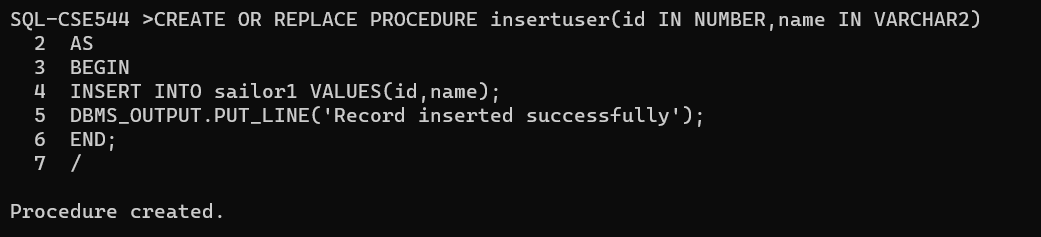 SQL-CSE544 >CREATE OR REPLACE PROCEDURE insertuser(id IN NUMBER,name IN VARCHAR2)
  2  AS
  3  BEGIN
  4  INSERT INTO sailor1 VALUES(id,name);
  5  DBMS_OUTPUT.PUT_LINE('Record inserted successfully');
  6  END;
  7  /
Procedure created.